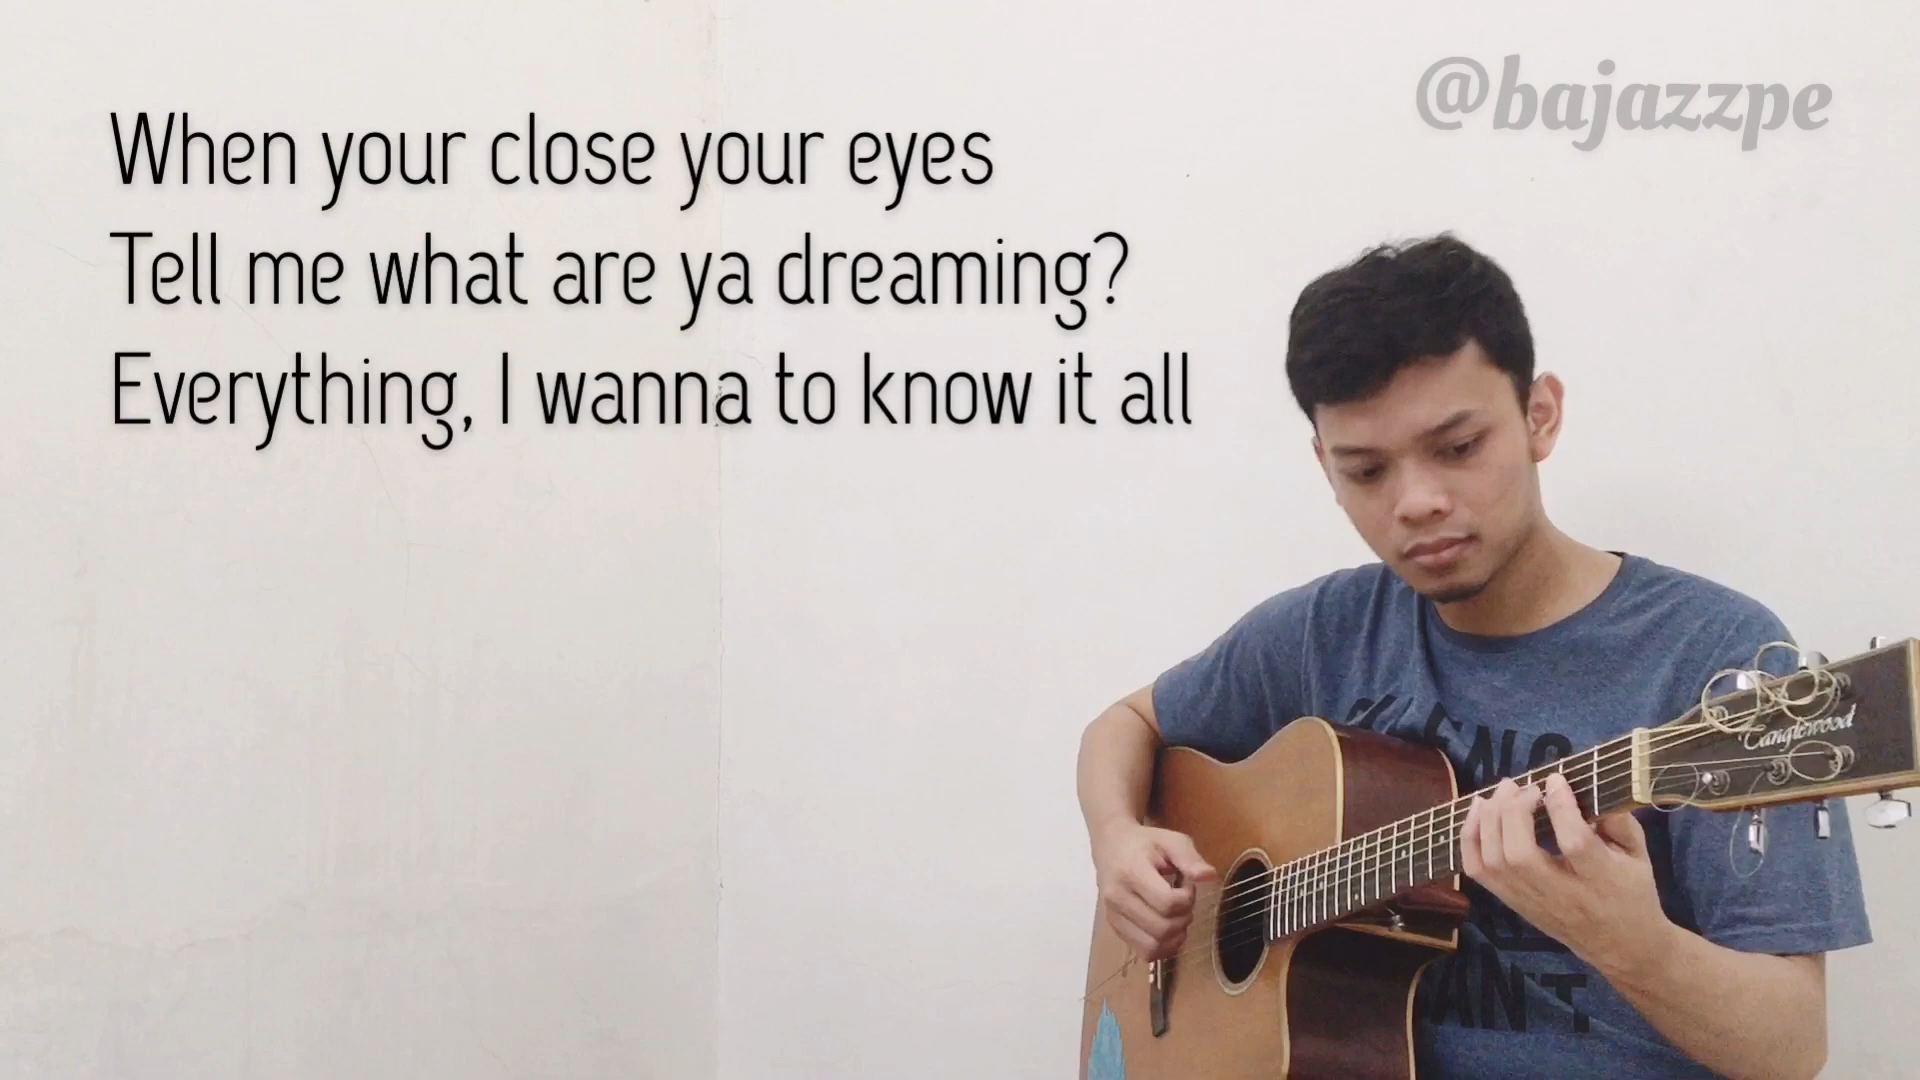 When your close your eyes
Tell me what are ya dreaming?
Everything, I wanna to know it all
@bajazzpe
Tanglewood